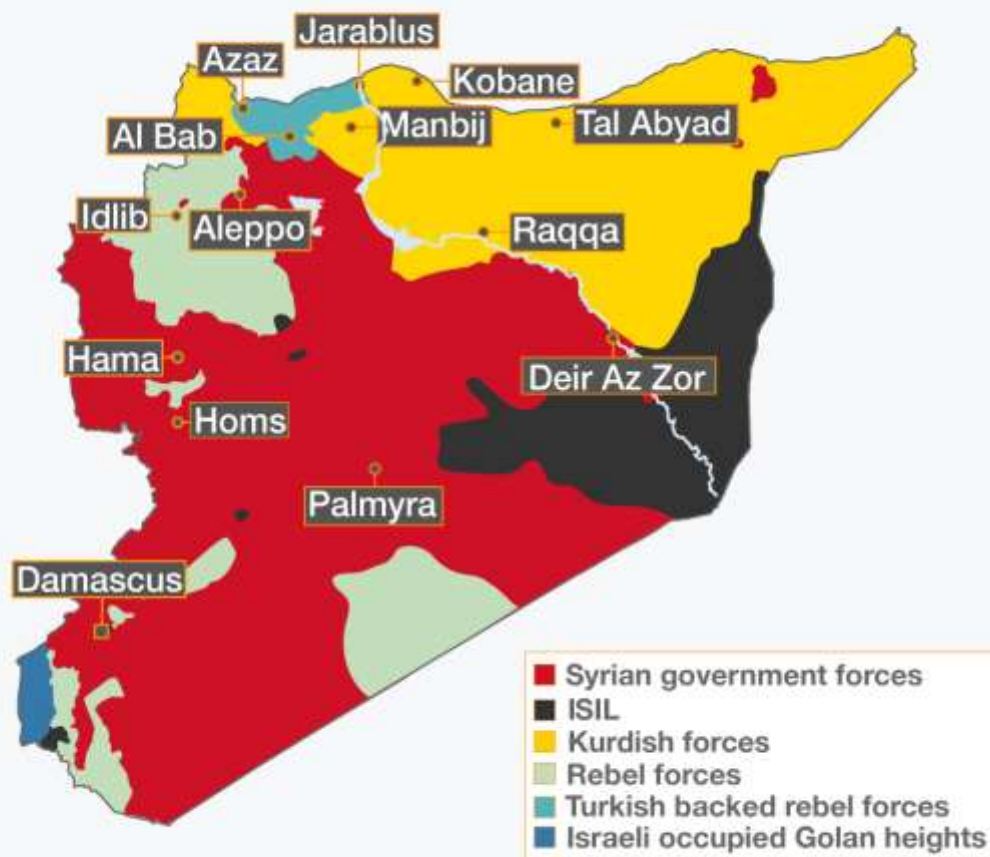 Jarablus
Azaz
Kobane
Al Bab
Manbij
Tal Abyad
Idlib
Aleppo
Raqqa
Hama
Deir Az Zor
Homs
Palmyra
Damascus
Syrian government forces
ISIL
Kurdish forces
Rebel forces
Turkish backed rebel forces
Israeli occupied Golan heights